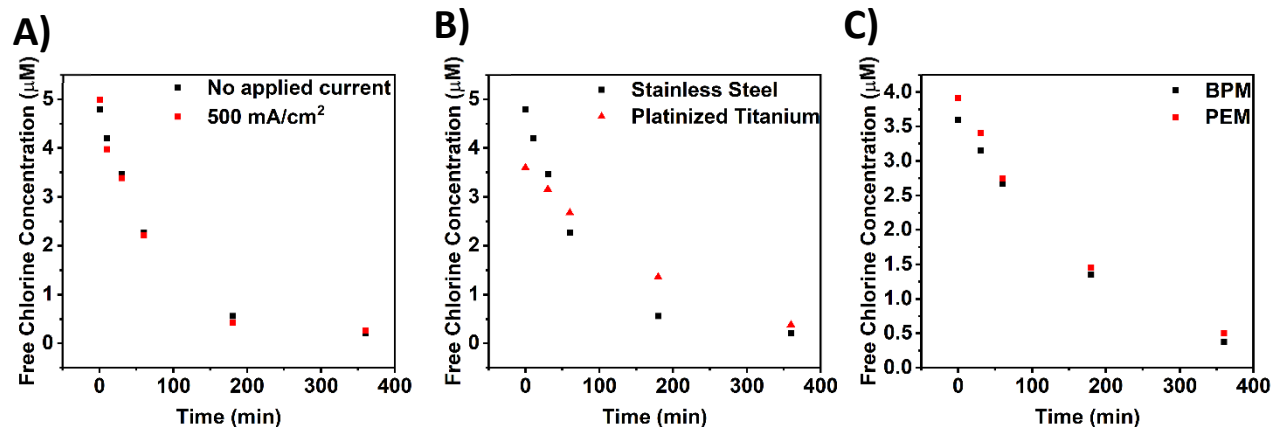 A)
Free Chlorine Concentration (μM)
5
4
3
2
1
0
No applied current
500 mA/cm²
0 100 200 300 400
Time (min)
B)
Free Chlorine Concentration (μM)
5
4
3
2
1
0
Stainless Steel
Platinized Titanium
0 100 200 300 400
Time (min)
C)
Free Chlorine Concentration (μM)
4.0
3.5
3.0
2.5
2.0
1.5
1.0
0.5
0.0
BPM
PEM
0 100 200 300 400
Time (min)